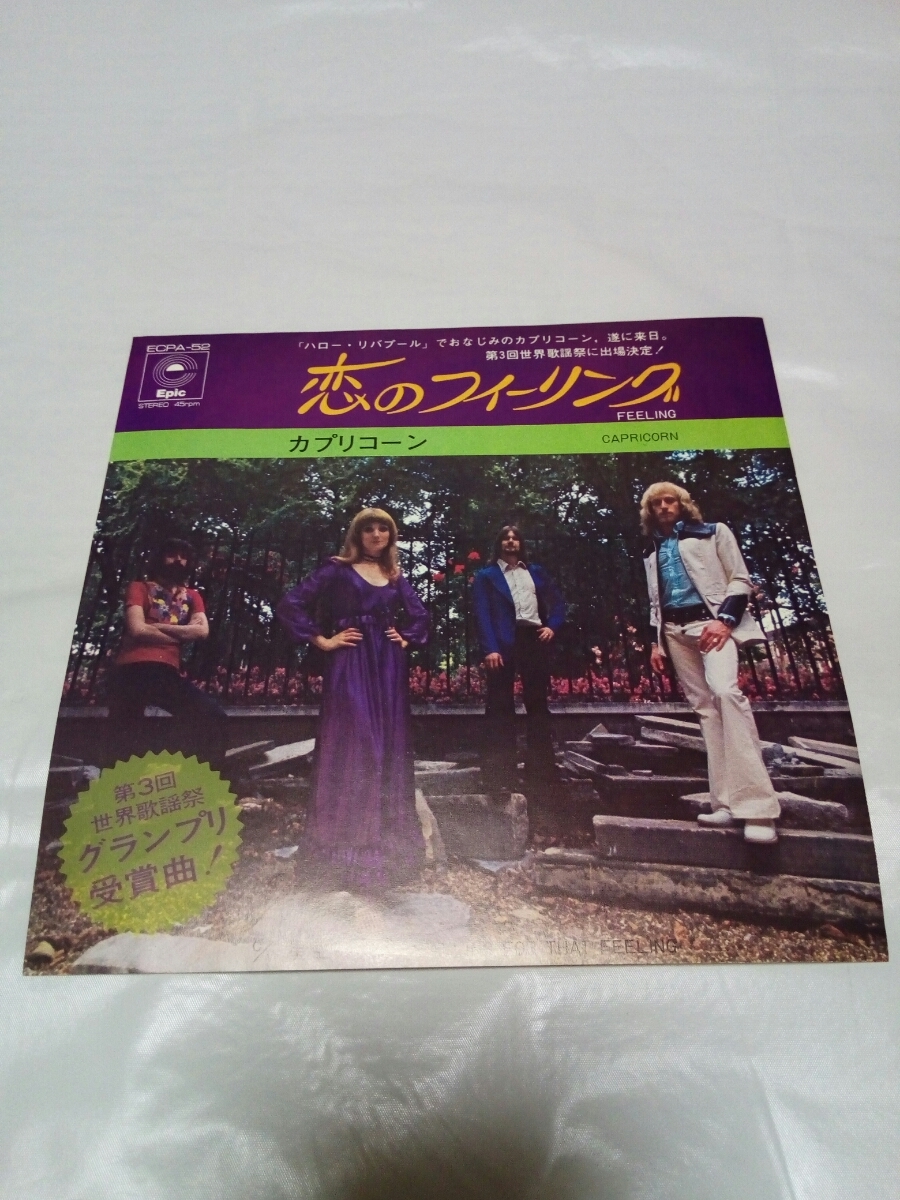 ECPA-52
Epic
STEREO 45rpm
「ハロー・リバプール」でおなじみのカプリコーン,遂に来日。
第3回世界歌謡祭に出場決定！
恋のフィーリング
FEELING
カプリコーン
CAPRICORN
第3回
世界歌謡祭
グランプリ
受賞曲！
THAT FEELING